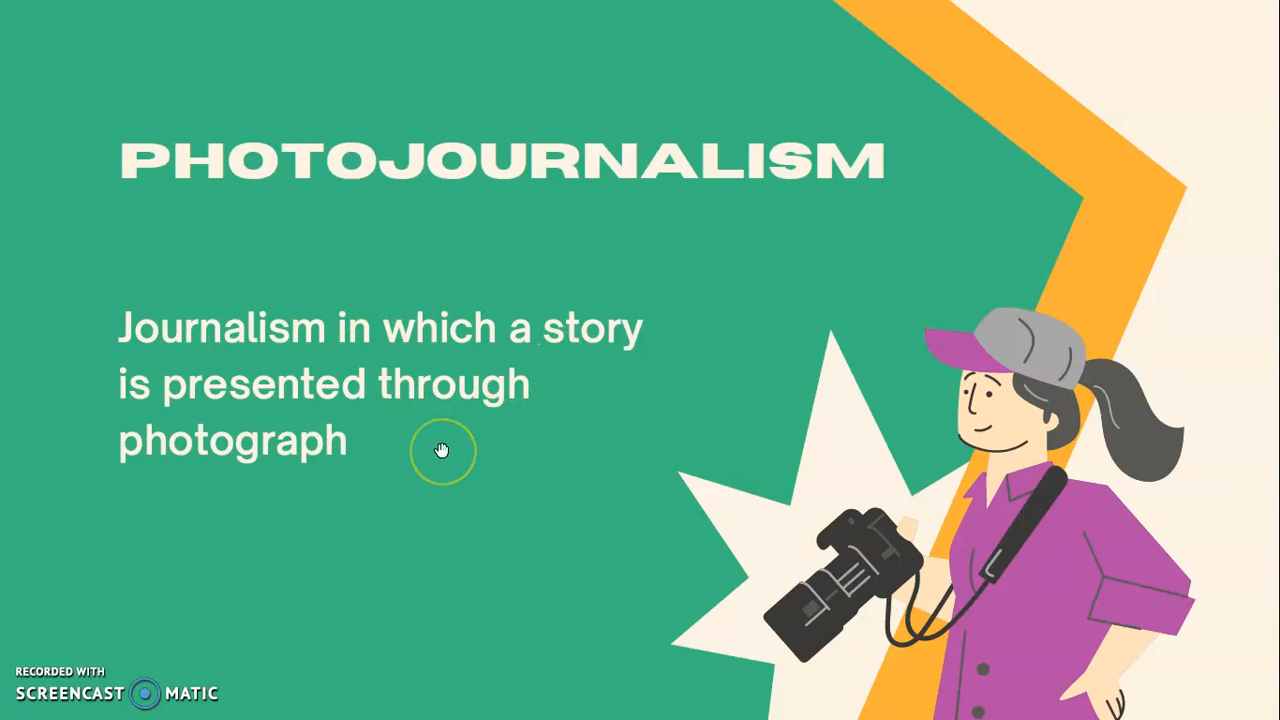 PHOTOJOURNALISM
Journalism in which a story
is presented through
photograph
RECORDED WITH
SCREENCAST MATIC